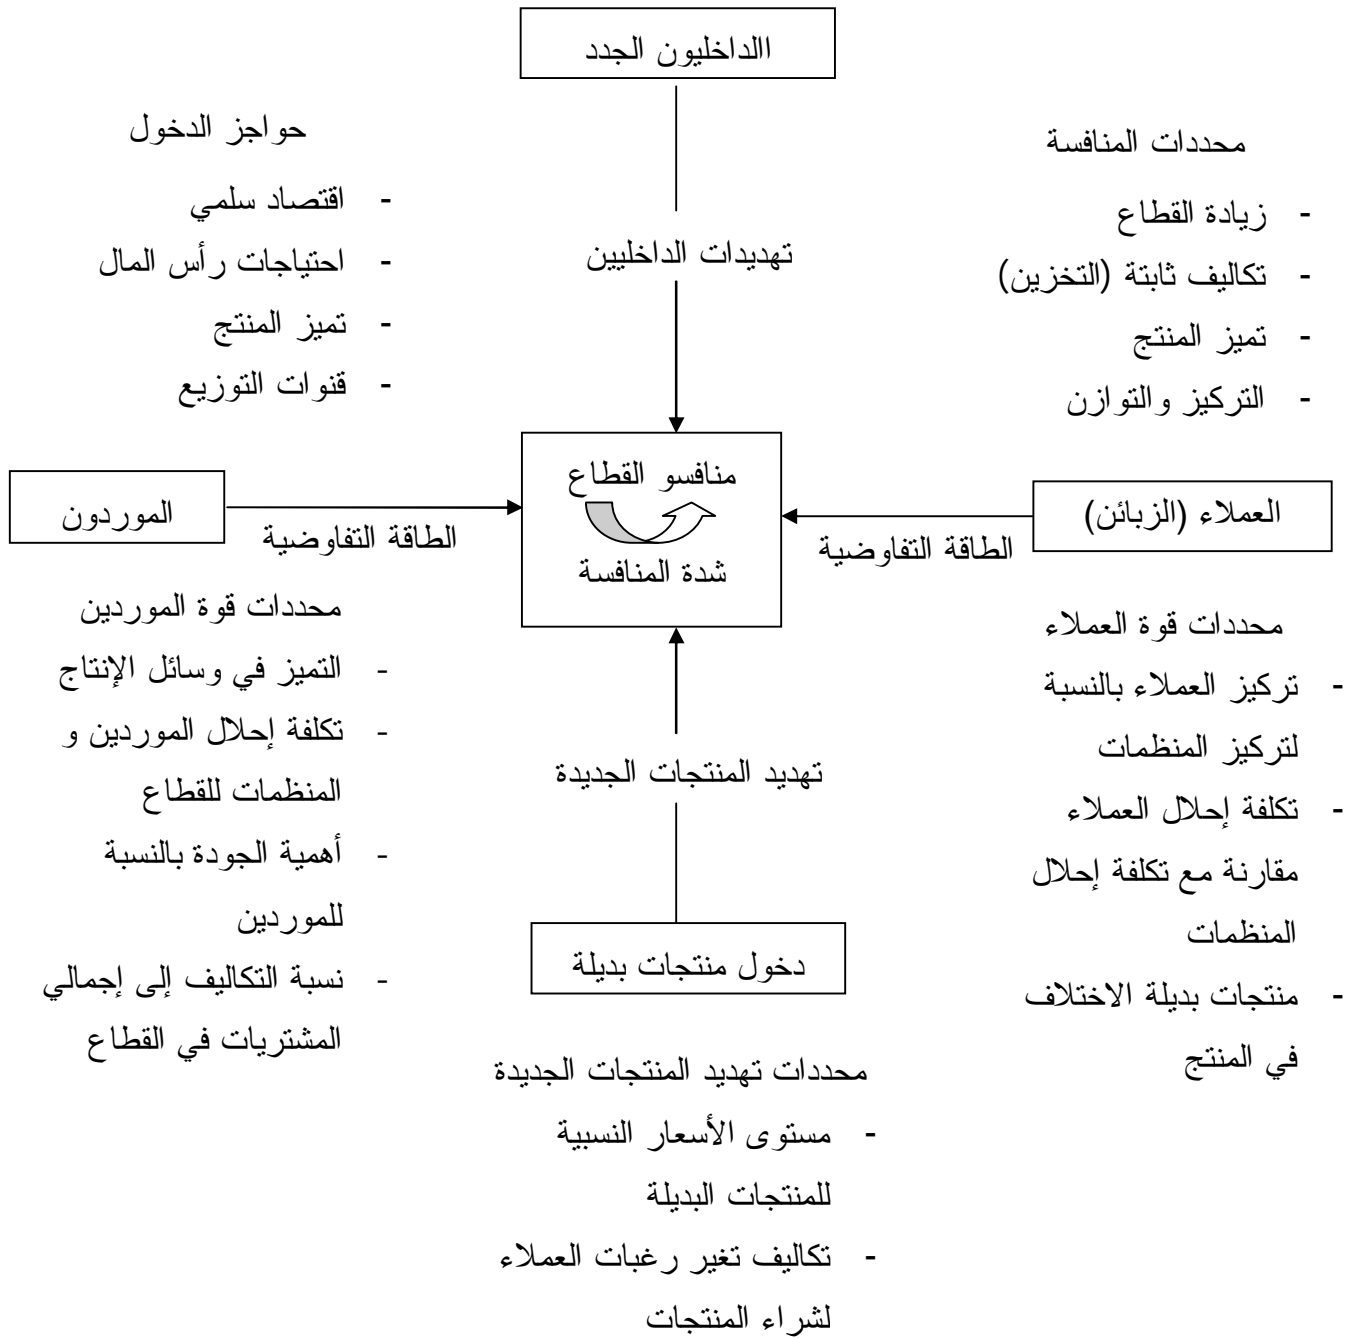 االداخليون الجدد
حواجز الدخول
- اقتصاد سلمي
- احتياجات رأس المال
- تميز المنتج
- قنوات التوزيع
تهديدات الداخليين
محددات المنافسة
- زيادة القطاع
- تكاليف ثابتة (التخزين)
- تميز المنتج
- التركيز والتوازن
العملاء (الزبائن)
الطاقة التفاوضية
منافسو القطاع
شدة المنافسة
الموردون
الطاقة التفاوضية
محددات قوة العملاء
- تركيز العملاء بالنسبة
لتركيز المنظمات
- تكلفة إحلال العملاء
مقارنة مع تكلفة إحلال
المنظمات
- منتجات بديلة الاختلاف
في المنتج
محددات قوة الموردين
- التميز في وسائل الإنتاج
- تكلفة إحلال الموردين و
المنظمات للقطاع
- أهمية الجودة بالنسبة
للموردين
- نسبة التكاليف إلى إجمالي
المشتريات في القطاع
تهديد المنتجات الجديدة
دخول منتجات بديلة
محددات تهديد المنتجات الجديدة
- مستوى الأسعار النسبية
للمنتجات البديلة
- تكاليف تغير رغبات العملاء
لشراء المنتجات